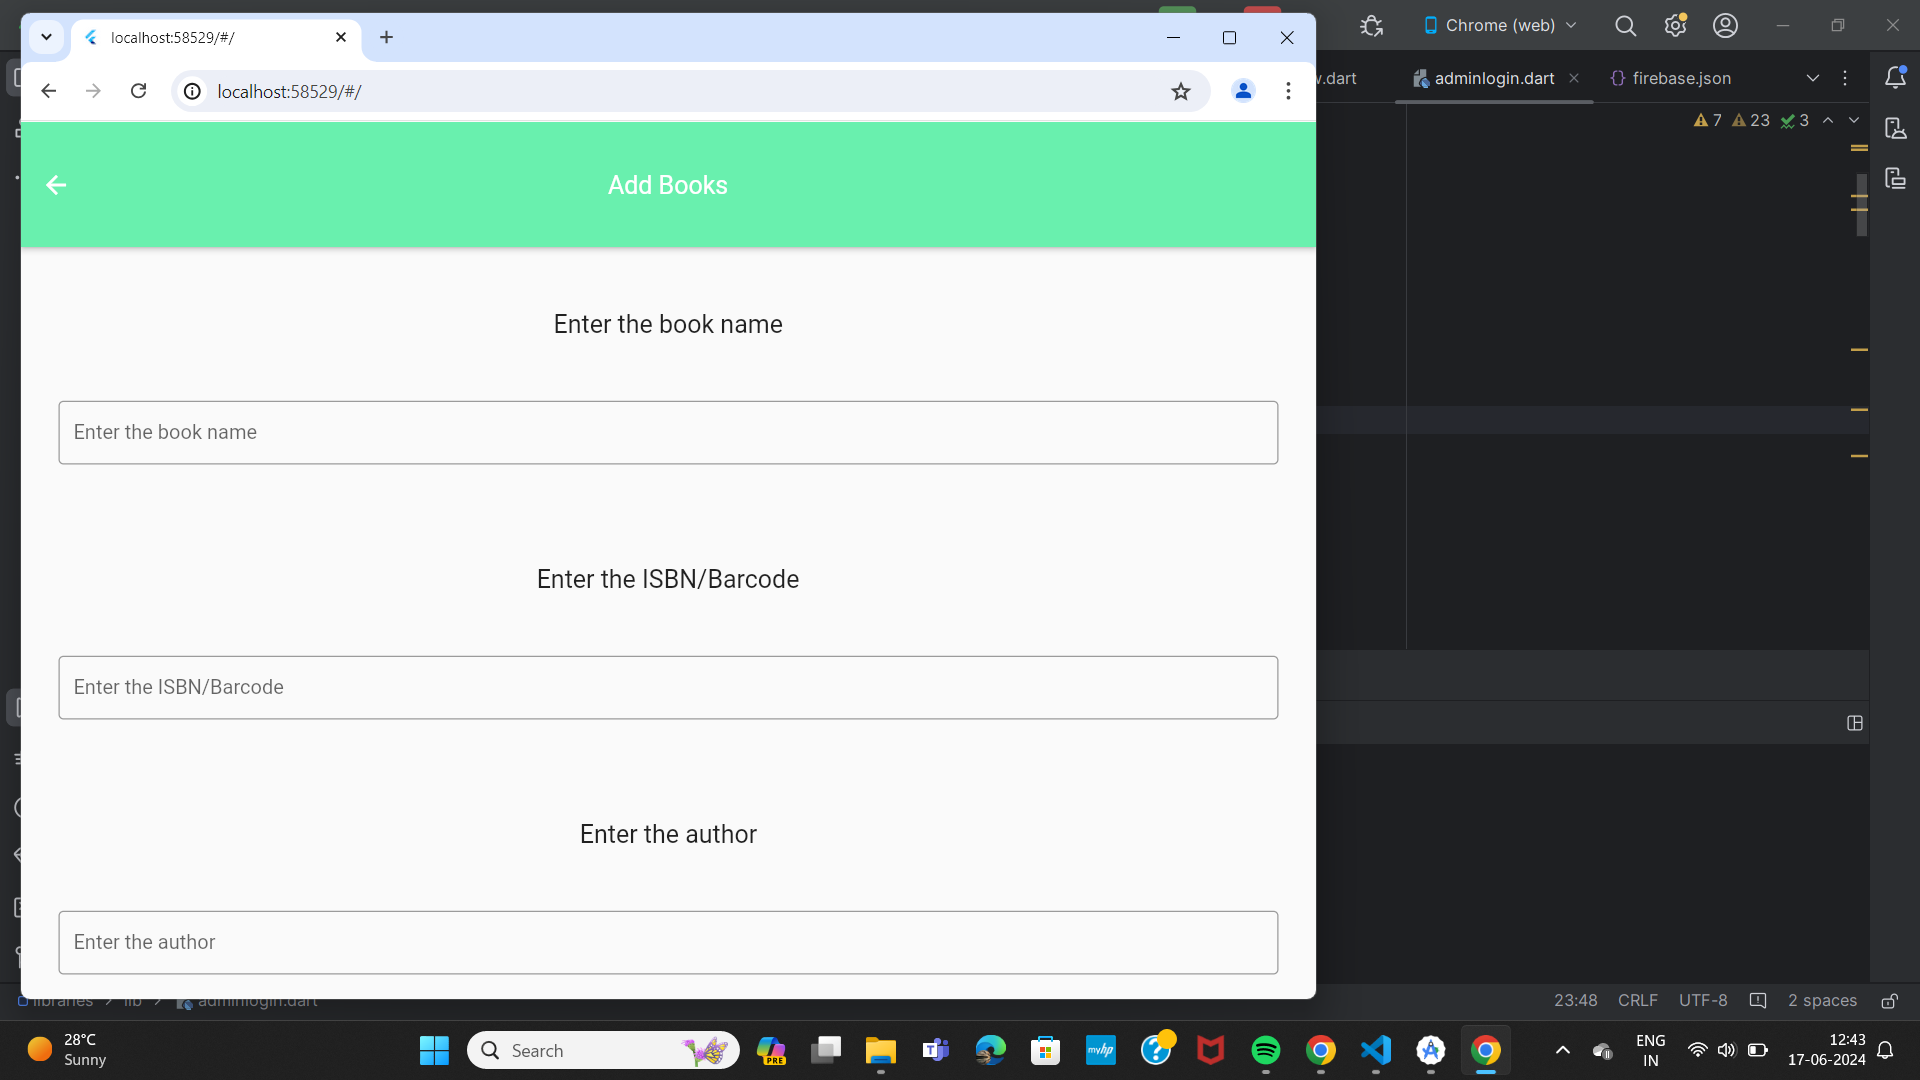 localhost:58529/#/
Chrome (web)
localhost:58529/#/
w.dart
adminlogin.dart
firebase.json
7 23 3
Add Books
Enter the book name
Enter the book name
Enter the ISBN/Barcode
Enter the ISBN/Barcode
Enter the author
Enter the author
libraries > lib > adminlogin.dart
23:48 CRLF UTF-8 2 spaces
28°C
Sunny
Search
PRE
myhp
ENG
IN
12:43
17-06-2024